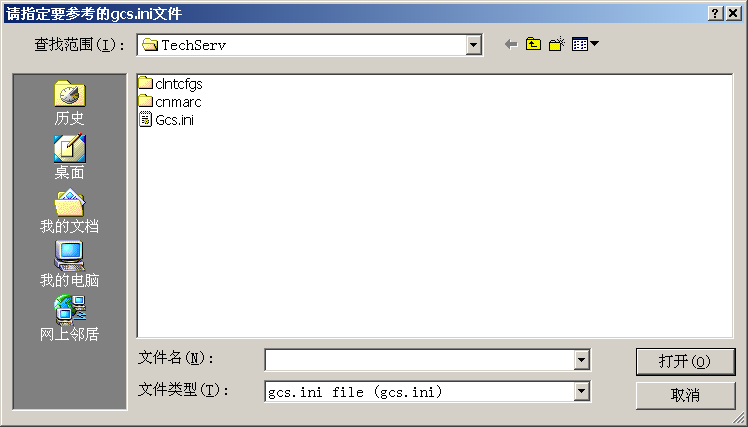 请指定要参考的gcs.ini文件
查找范围(I):
TechServ
历史
桌面
我的文档
我的电脑
网上邻居
clntcfgs
cnmarc
Gcs.ini
文件名(N):
打开(O)
文件类型(T):
gcs.ini file (gcs.ini)
取消